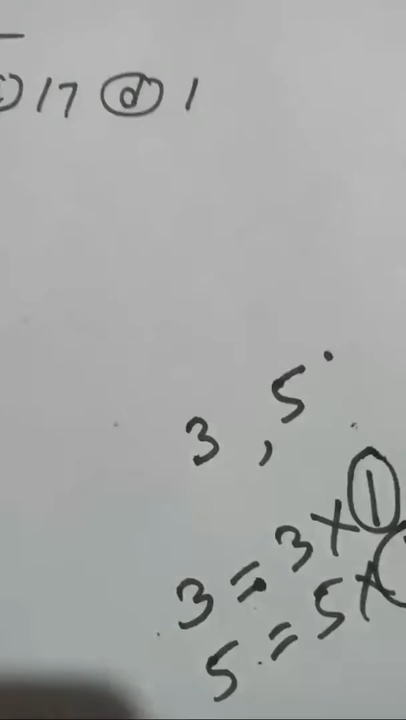 ) 17 (d) 1
3, 5
3 = 3 × 1
5 = 5 ×